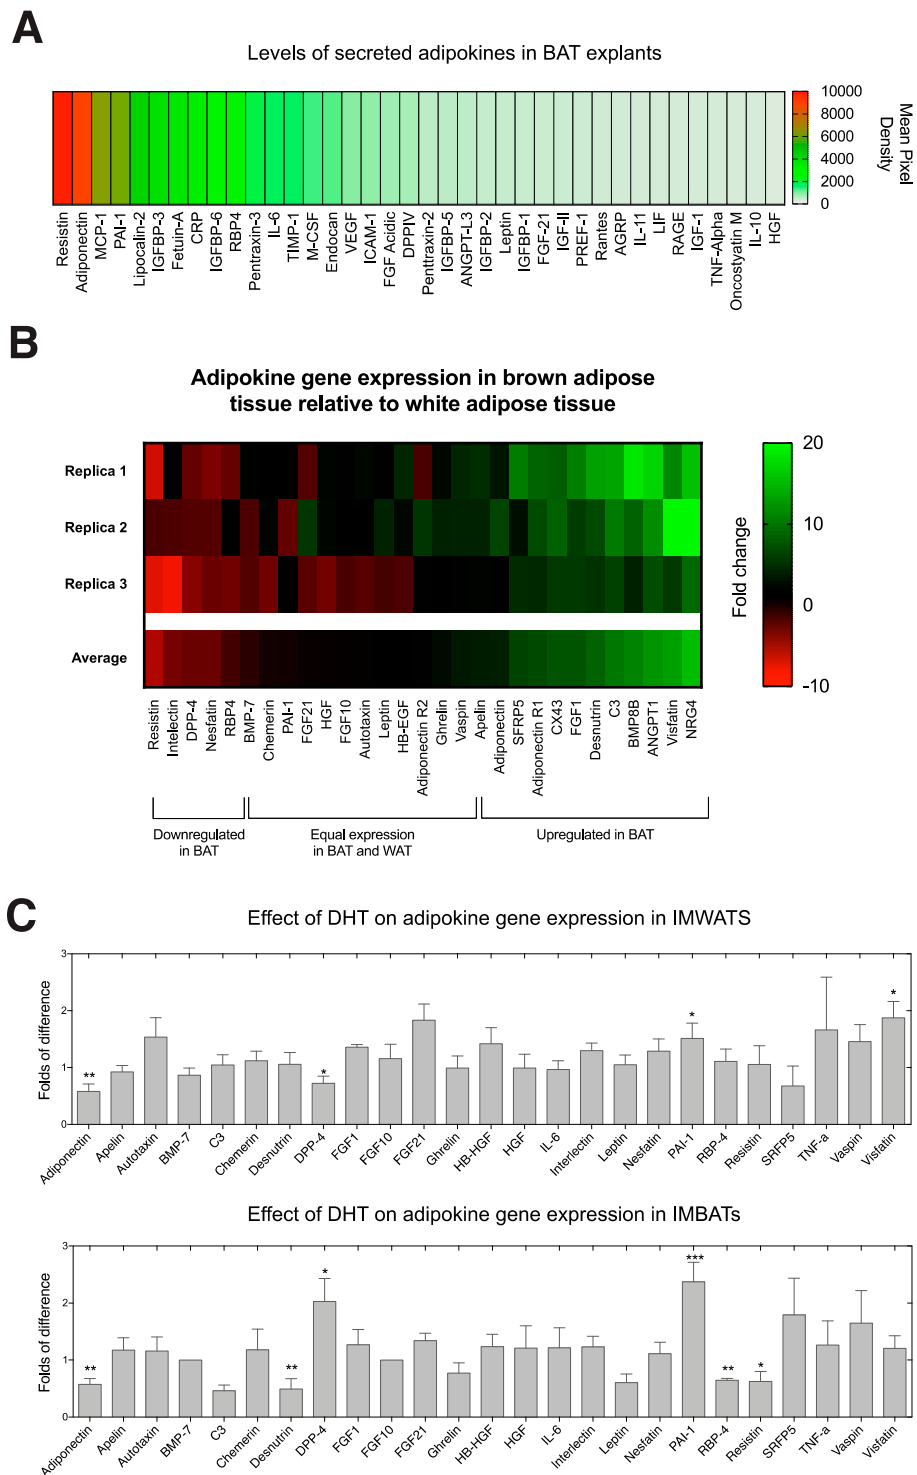 A
Levels of secreted adipokines in BAT explants
10000
8000
6000
4000
2000
0
Mean Pixel
Density
Resistin
Adiponectin
MCP-1
PAI-1
Lipocalin-2
IGFBP-3
Fetuin-A
CRP
IGFBP-6
RBP4
Pentraxin-3
IL-6
TIMP-1
M-CSF
Endocan
VEGF
ICAM-1
FGF Acidic
DPPIV
Penttraxin-2
IGFBP-5
ANGPT-L3
IGFBP-2
Leptin
IGFBP-1
FGF-21
IGF-II
PREF-1
Rantes
AGRP
IL-11
LIF
RAGE
IGF-1
TNF-Alpha
Oncostyatin M
IL-10
HGF
B
Adipokine gene expression in brown adipose
tissue relative to white adipose tissue
Replica 1
Replica 2
Replica 3
Average
20
10
0
-10
Fold change
Resistin
Intelectin
DPP-4
Nesfatin
RBP4
BMP-7
Chemerin
PAI-1
FGF21
HGF
FGF10
Autotaxin
Leptin
HB-EGF
Adiponectin R2
Ghrelin
Vaspin
Apelin
Adiponectin
SFRP5
Adiponectin R1
CX43
FGF1
Desnutrin
C3
BMP8B
ANGPT1
Visfatin
NRG4
Downregulated
in BAT
Equal expression
in BAT and WAT
Upregulated in BAT
C
Effect of DHT on adipokine gene expression in IMWATS
Folds of difference
3
2
1
0
**
*
*
*
Adiponectin
Apelin
Autotaxin
BMP-7
C3
Chemerin
Desnutrin
DPP-4
FGF1
FGF10
FGF21
Ghrelin
HB-HGF
HGF
IL-6
Interlectin
Leptin
Nesfatin
PAI-1
RBP-4
Resistin
SRFP5
TNF-a
Vaspin
Visfatin
Effect of DHT on adipokine gene expression in IMBATs
Folds of difference
3
2
1
0
**
**
*
***
**
*
Adiponectin
Apelin
Autotaxin
BMP-7
C3
Chemerin
Desnutrin
DPP-4
FGF1
FGF10
FGF21
Ghrelin
HB-HGF
HGF
IL-6
Interlectin
Leptin
Nesfatin
PAI-1
RBP-4
Resistin
SRFP5
TNF-a
Vaspin
Visfatin